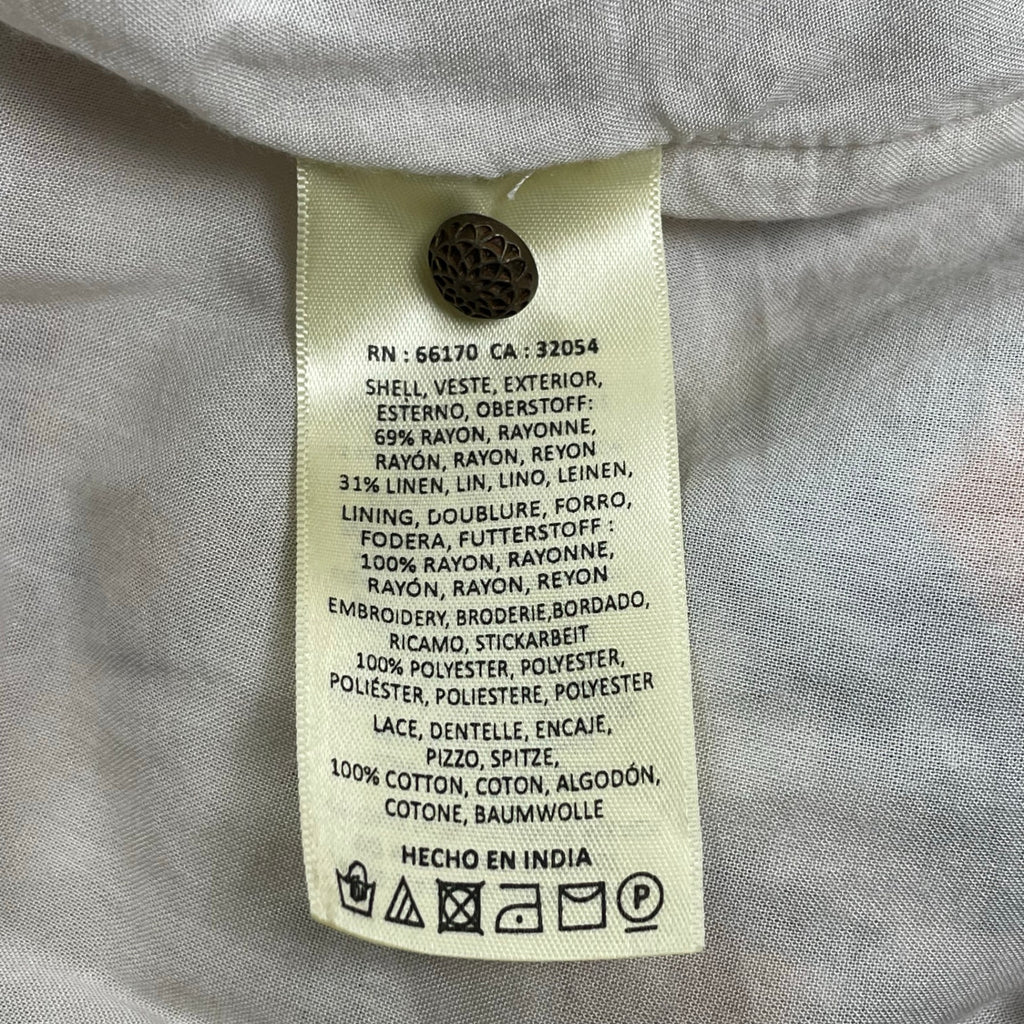 RN : 66170 CA : 32054
SHELL, VESTE, EXTERIOR,
ESTERNO, OBERSTOFF:
69% RAYON, RAYONNE,
RAYÓN, RAYON, REYON
31% LINEN, LIN, LINO, LEINEN,
LINING, DOUBLURE, FORRO,
FODERA, FUTTERSTOFF :
100% RAYON, RAYONNE,
RAYÓN, RAYON, REYON
EMBROIDERY, BRODERIE,BORDADO,
RICAMO, STICKARBEIT
100% POLYESTER, POLYESTER,
POLIÉSTER, POLIESTERE, POLYESTER
LACE, DENTELLE, ENCAJE,
PIZZO, SPITZE,
100% COTTON, COTON, ALGODÓN,
COTONE, BAUMWOLLE
HECHO EN INDIA
P